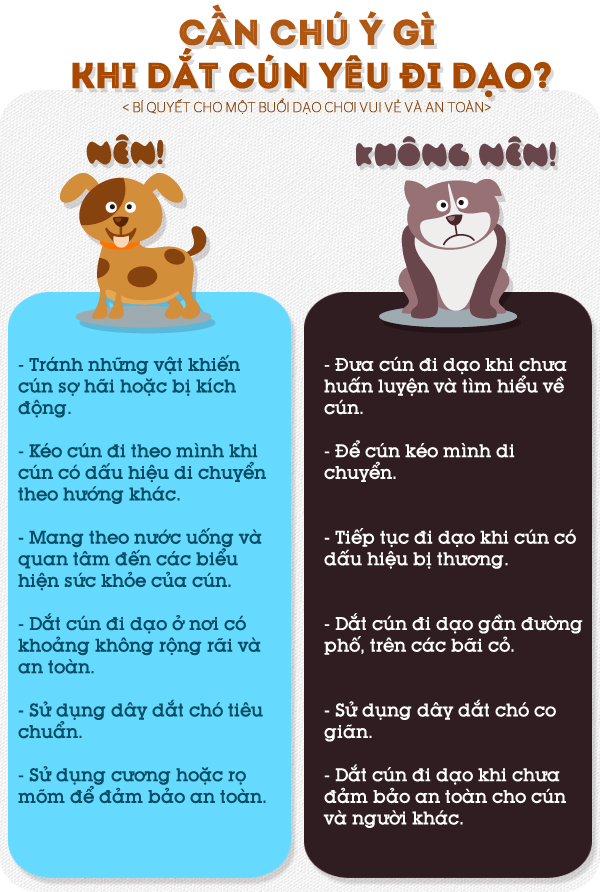 CẦN CHÚ Ý GÌ
KHI DẮT CÚN YÊU ĐI DẠO?
< BÍ QUYẾT CHO MỘT BUỔI DẠO CHƠI VUI VẺ VÀ AN TOÀN>
NÊN!
- Tránh những vật khiến
cún sợ hãi hoặc bị kích
động.
- Kéo cún đi theo mình khi
cún có dấu hiệu di chuyển
theo hướng khác.
- Mang theo nước uống và
quan tâm đến các biểu
hiện sức khỏe của cún.
- Dắt cún đi dạo ở nơi có
khoảng không rộng rãi và
an toàn.
- Sử dụng dây dắt chó tiêu
chuẩn.
- Sử dụng cương hoặc rọ
mõm để đảm bảo an toàn.
KHÔNG NÊN!
- Đưa cún đi dạo khi chưa
huấn luyện và tìm hiểu về
cún.
- Để cún kéo mình di
chuyển.
- Tiếp tục đi dạo khi cún có
dấu hiệu bị thương.
- Dắt cún đi dạo gần đường
phố, trên các bãi cỏ.
- Sử dụng dây dắt chó co
giãn.
- Dắt cún đi dạo khi chưa
đảm bảo an toàn cho cún
và người khác.